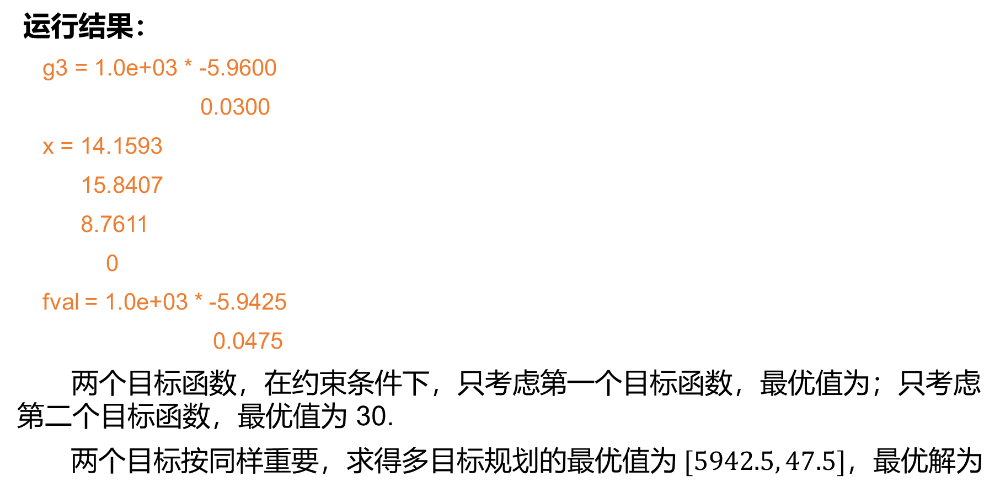 运行结果：
g3 = 1.0e+03 * -5.9600
0.0300
x = 14.1593
15.8407
8.7611
0
fval = 1.0e+03 * -5.9425
0.0475
两个目标函数，在约束条件下，只考虑第一个目标函数，最优值为；只考虑
第二个目标函数，最优值为 30.
两个目标按同样重要，求得多目标规划的最优值为 [5942.5, 47.5]，最优解为